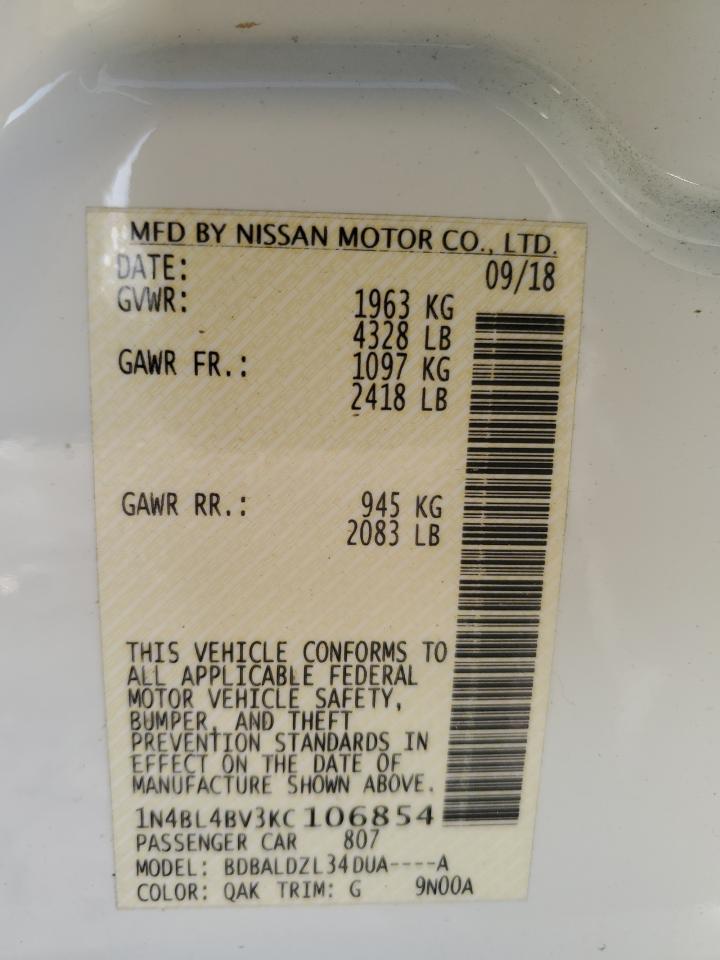 MFD BY NISSAN MOTOR CO., LTD.
DATE: 09/18
GVWR: 1963 KG
4328 LB
GAWR FR.: 1097 KG
2418 LB
GAWR RR.: 945 KG
2083 LB
THIS VEHICLE CONFORMS TO
ALL APPLICABLE FEDERAL
MOTOR VEHICLE SAFETY,
BUMPER, AND THEFT
PREVENTION STANDARDS IN
EFFECT ON THE DATE OF
MANUFACTURE SHOWN ABOVE.
1N4BL4BV3KC106854
PASSENGER CAR 807
MODEL: BDBALDZL34DUA----A
COLOR: QAK TRIM: G 9N00A